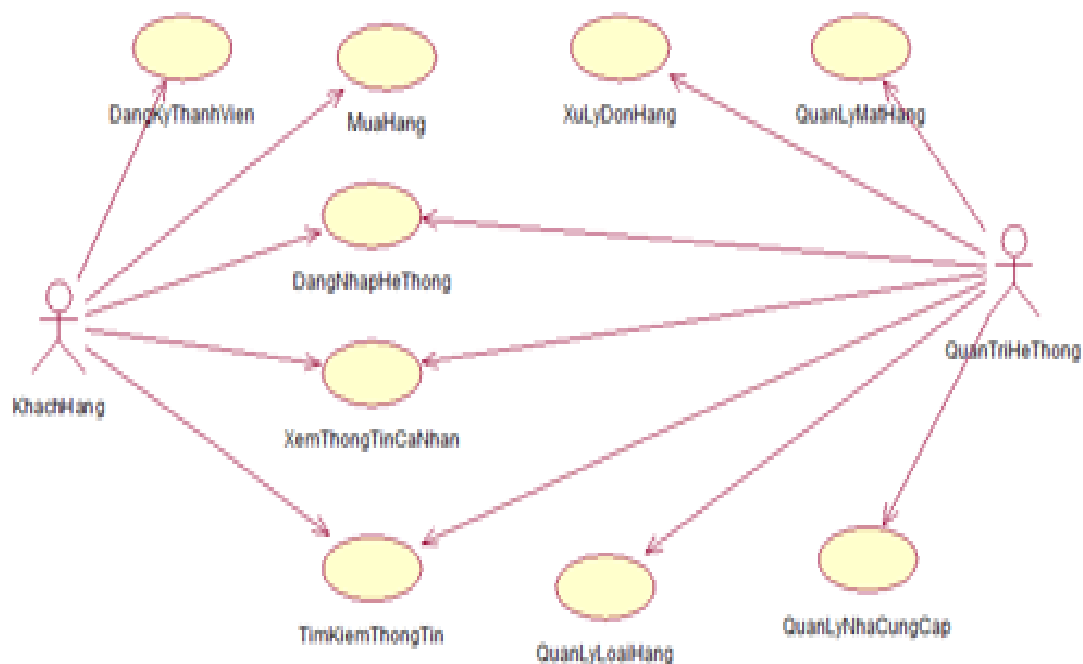 DangKyThanhVien
MuaHang
XuLyDonHang
QuanLyMatHang
DangNhapHeThong
QuanTriHeThong
KhachHang
XemThongTinCaNhan
TimKiemThongTin
QuanLyLoaiHang
QuanLyNhaCungCap